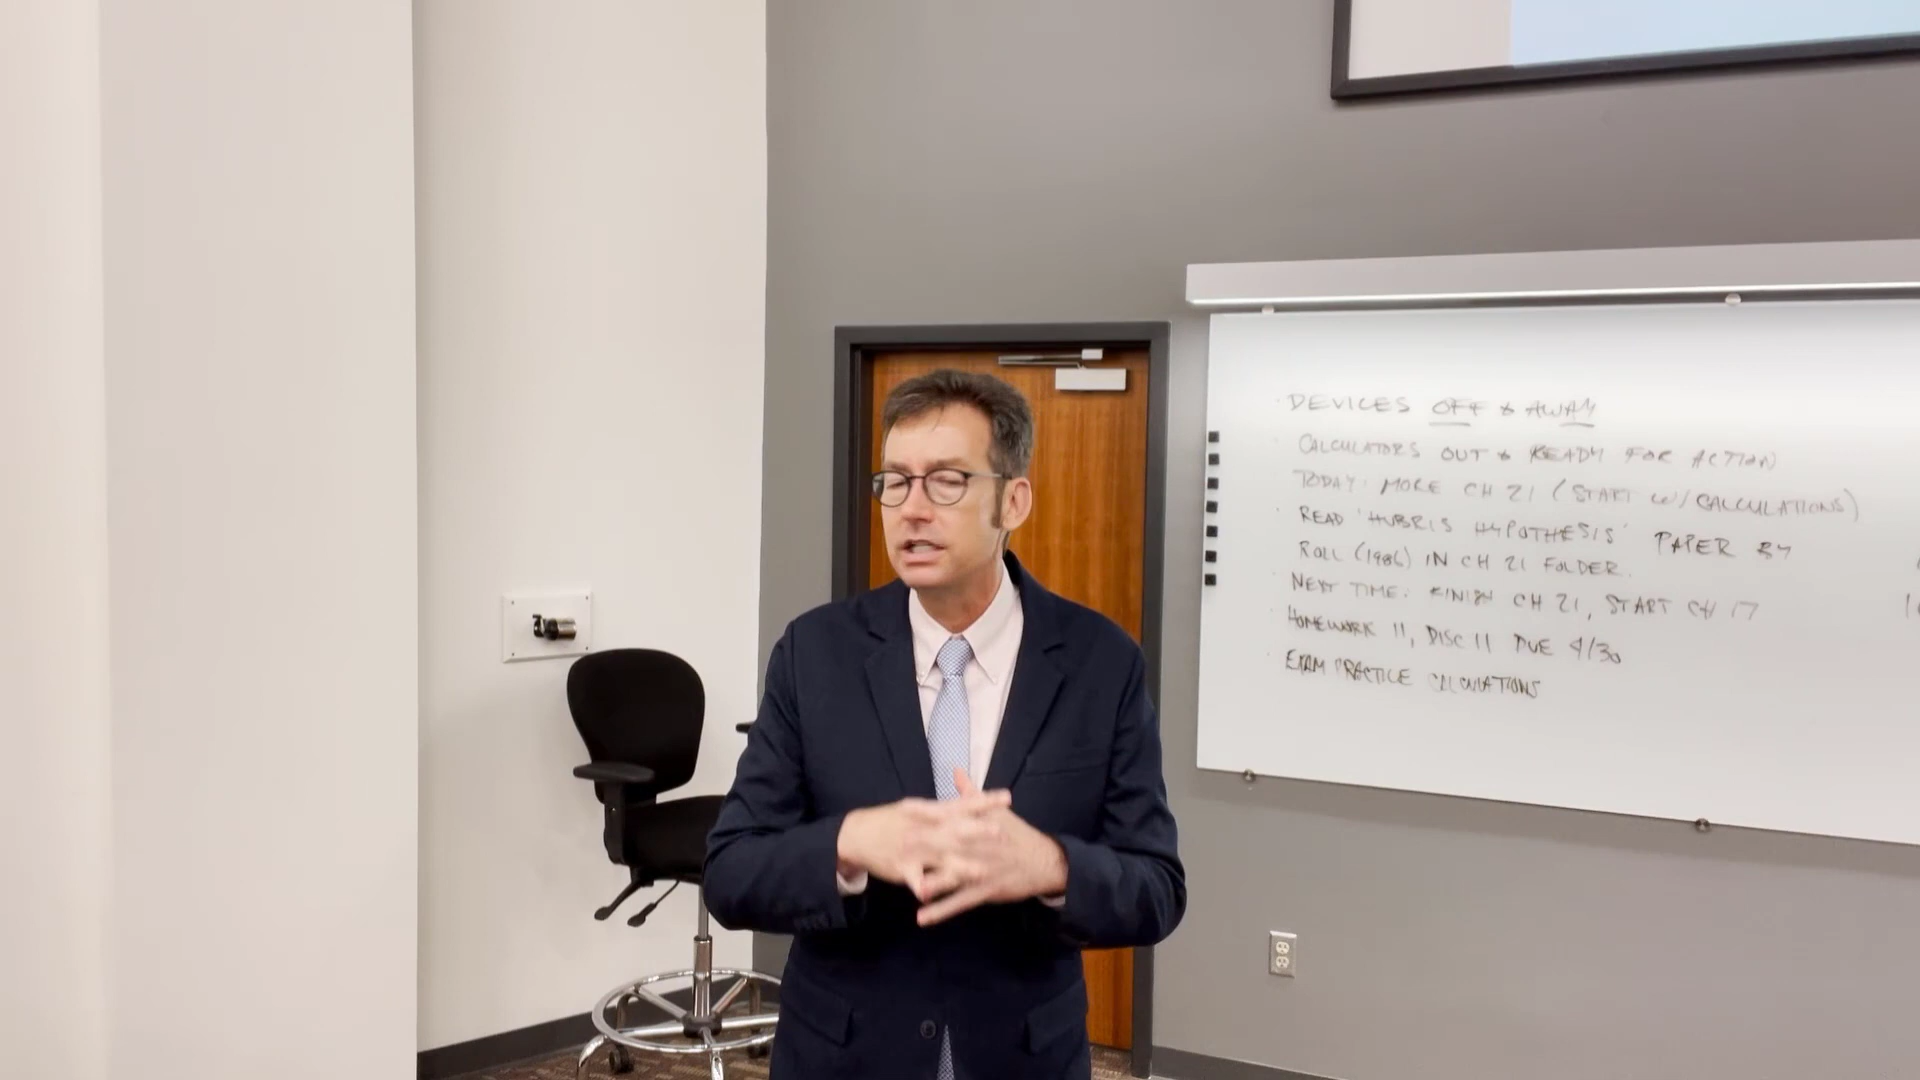 DEVICES OFF & AWAY
CALCULATORS OUT & READY FOR ACTION
TODAY: MORE CH 21 (START W/ CALCULATIONS)
READ 'HUBRIS HYPOTHESIS' PAPER BY
ROLL (1986) IN CH 21 FOLDER.
NEXT TIME: FINISH CH 21, START CH 17
HOMEWORK 11, DISC 11 DUE 4/30
EXAM PRACTICE CALCULATIONS